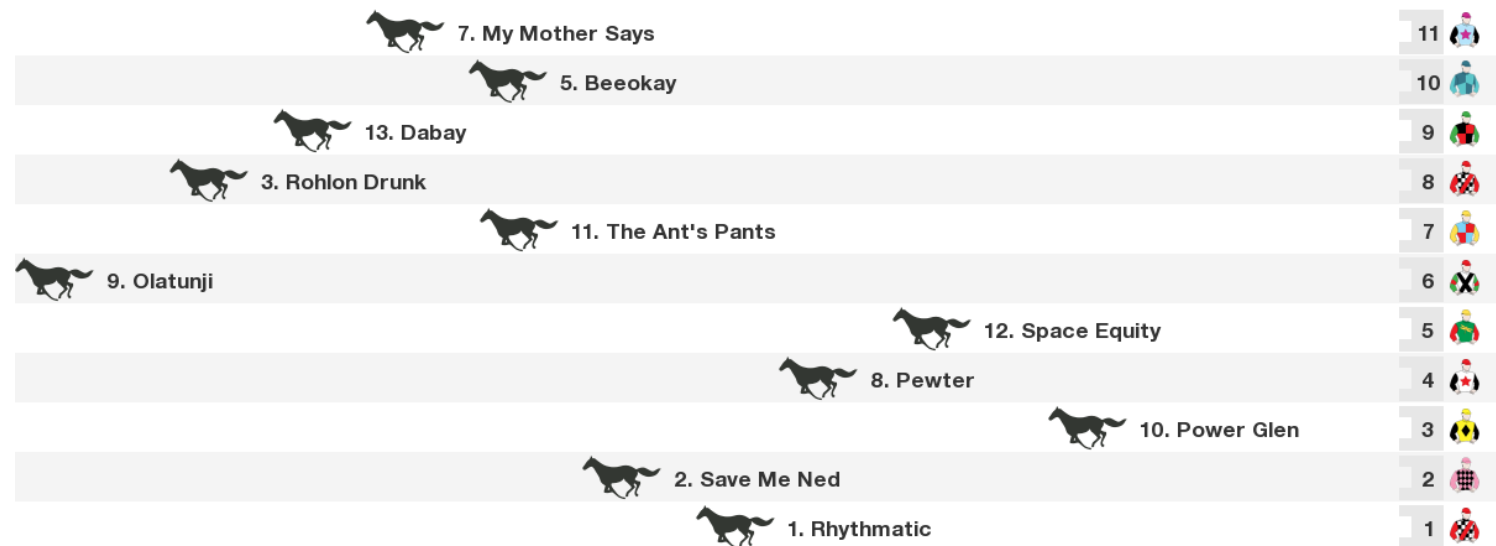 7. My Mother Says 11
5. Beeokay 10
13. Dabay 9
3. Rohlon Drunk 8
11. The Ant's Pants 7
9. Olatunji 6
12. Space Equity 5
8. Pewter 4
10. Power Glen 3
2. Save Me Ned 2
1. Rhythmatic 1